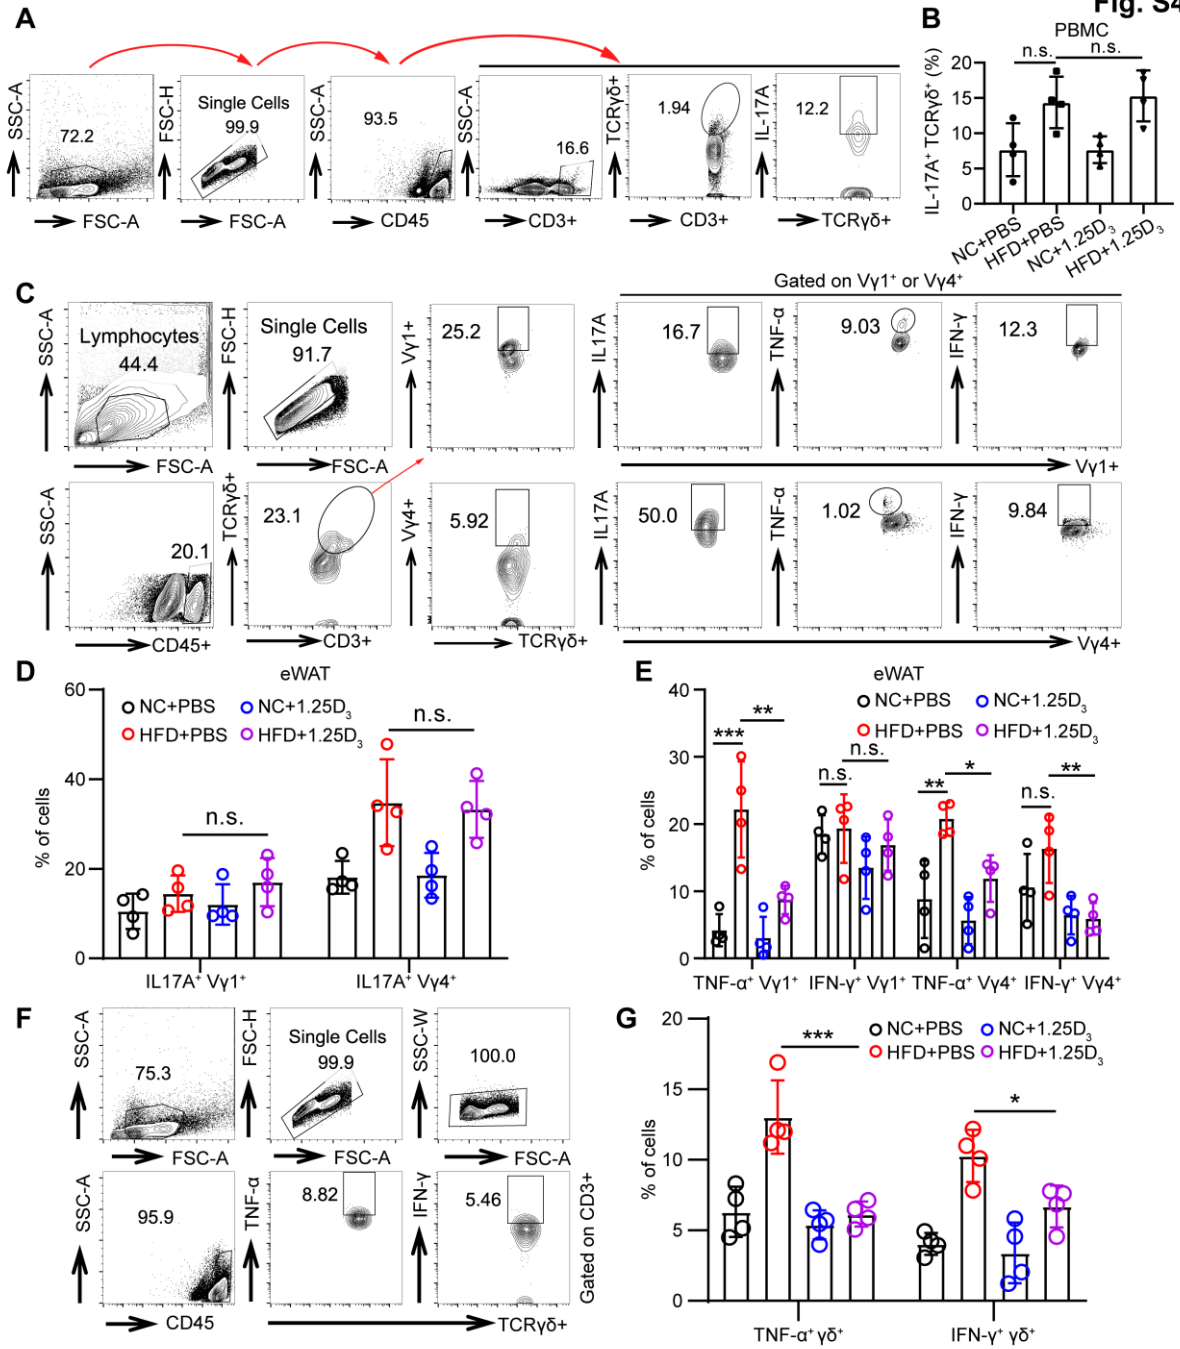 Fig. S4
A
SSC-A
72.2
FSC-A
FSC-H
Single Cells
99.9
FSC-A
SSC-A
93.5
CD45
SSC-A
16.6
CD3+
TCRγδ+
1.94
CD3+
IL-17A
12.2
TCRγδ+
B
PBMC
n.s.
n.s.
IL-17A⁺ TCRγδ⁺ (%)
20
15
10
5
0
NC+PBS
HFD+PBS
NC+1.25D₃
HFD+1.25D₃
C
SSC-A
Lymphocytes
44.4
FSC-A
FSC-H
Single Cells
91.7
FSC-A
Vγ1+
25.2
Gated on Vγ1⁺ or Vγ4⁺
IL17A
16.7
TNF-α
9.03
IFN-γ
12.3
Vγ1+
SSC-A
20.1
CD45+
TCRγδ+
23.1
CD3+
Vγ4+
5.92
TCRγδ+
IL17A
50.0
TNF-α
1.02
IFN-γ
9.84
Vγ4+
D
eWAT
NC+PBS
NC+1.25D₃
HFD+PBS
HFD+1.25D₃
% of cells
60
40
20
0
n.s.
n.s.
IL17A⁺ Vγ1⁺
IL17A⁺ Vγ4⁺
E
eWAT
NC+PBS
NC+1.25D₃
HFD+PBS
HFD+1.25D₃
% of cells
40
30
20
10
0
***
**
n.s.
n.s.
**
*
n.s.
**
TNF-α⁺ Vγ1⁺
IFN-γ⁺ Vγ1⁺
TNF-α⁺ Vγ4⁺
IFN-γ⁺ Vγ4⁺
F
SSC-A
75.3
FSC-A
FSC-H
Single Cells
99.9
FSC-A
SSC-W
100.0
FSC-A
SSC-A
95.9
CD45
TNF-α
8.82
IFN-γ
5.46
TCRγδ+
Gated on CD3+
G
NC+PBS
NC+1.25D₃
HFD+PBS
HFD+1.25D₃
% of cells
20
15
10
5
0
***
*
TNF-α⁺ γδ⁺
IFN-γ⁺ γδ⁺